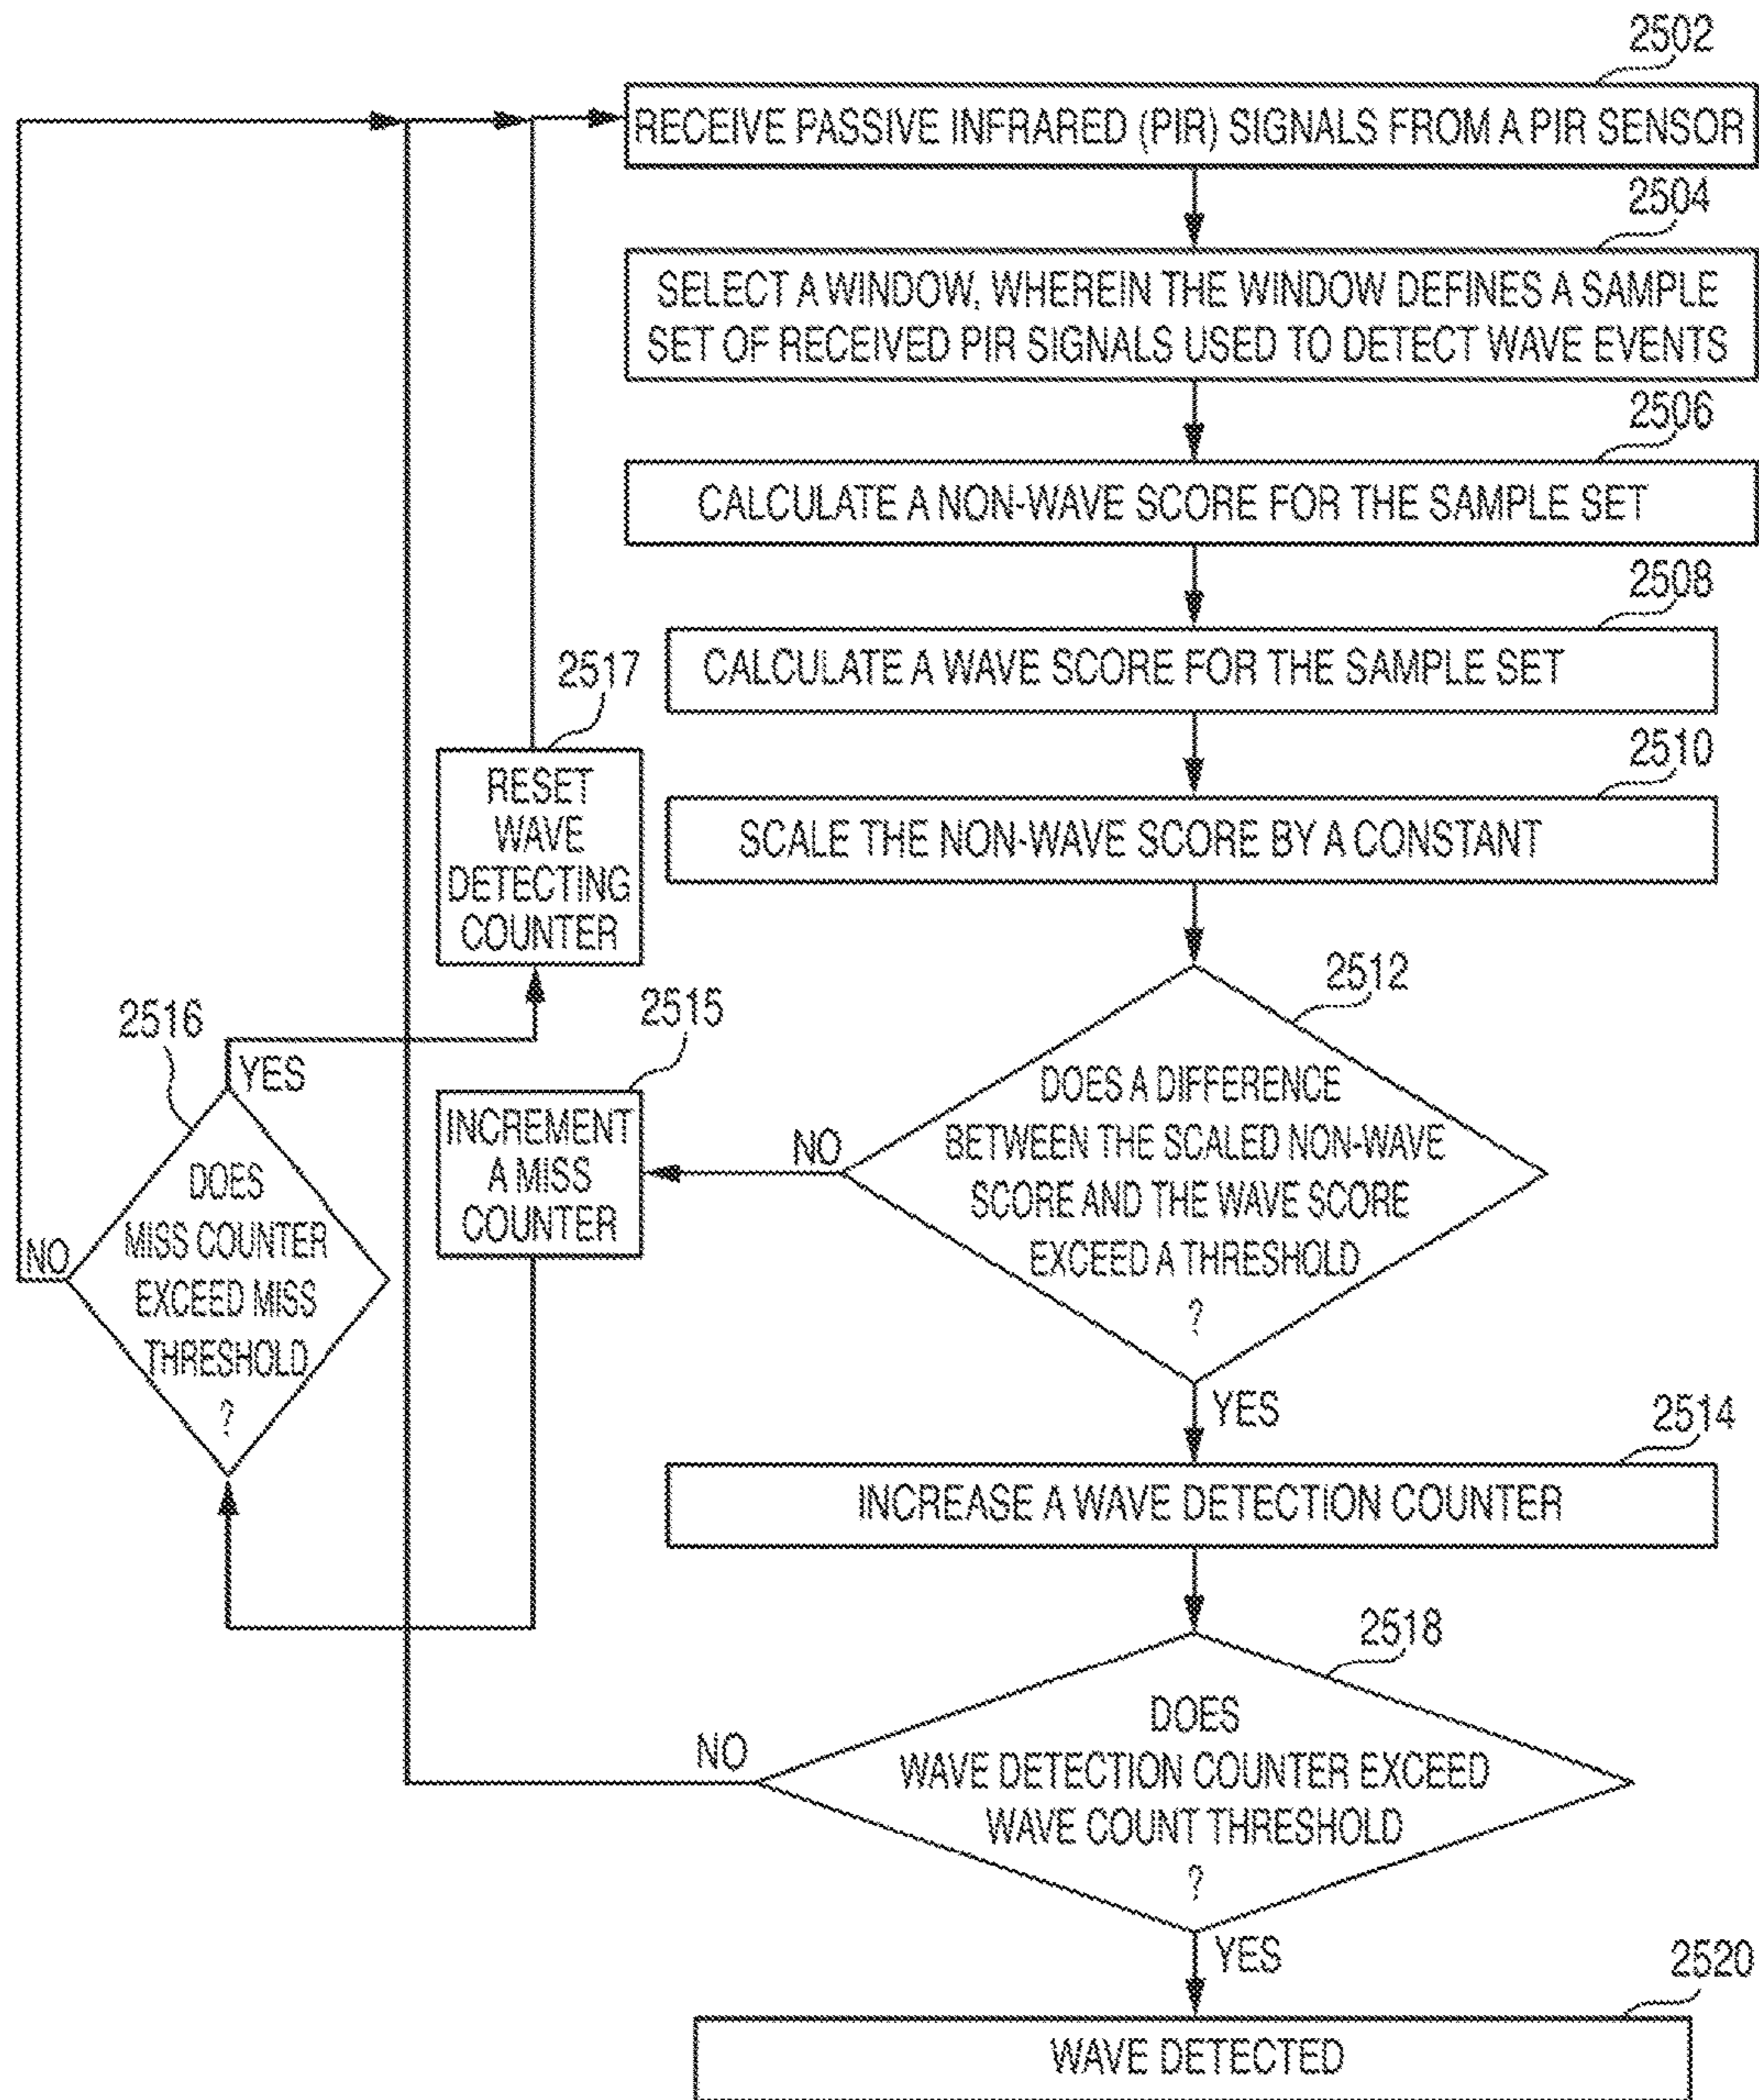 2502
RECEIVE PASSIVE INFRARED (PIR) SIGNALS FROM A PIR SENSOR
2504
SELECT A WINDOW, WHEREIN THE WINDOW DEFINES A SAMPLE
SET OF RECEIVED PIR SIGNALS USED TO DETECT WAVE EVENTS
2506
CALCULATE A NON-WAVE SCORE FOR THE SAMPLE SET
2508
CALCULATE A WAVE SCORE FOR THE SAMPLE SET
2510
SCALE THE NON-WAVE SCORE BY A CONSTANT
2517
RESET
WAVE
DETECTING
COUNTER
2512
DOES A DIFFERENCE
BETWEEN THE SCALED NON-WAVE
SCORE AND THE WAVE SCORE
EXCEED A THRESHOLD
?
NO
YES
2515
INCREMENT
A MISS
COUNTER
2516
YES
DOES
MISS COUNTER
EXCEED MISS
THRESHOLD
?
NO
2514
INCREASE A WAVE DETECTION COUNTER
2518
DOES
WAVE DETECTION COUNTER EXCEED
WAVE COUNT THRESHOLD
?
NO
YES
2520
WAVE DETECTED